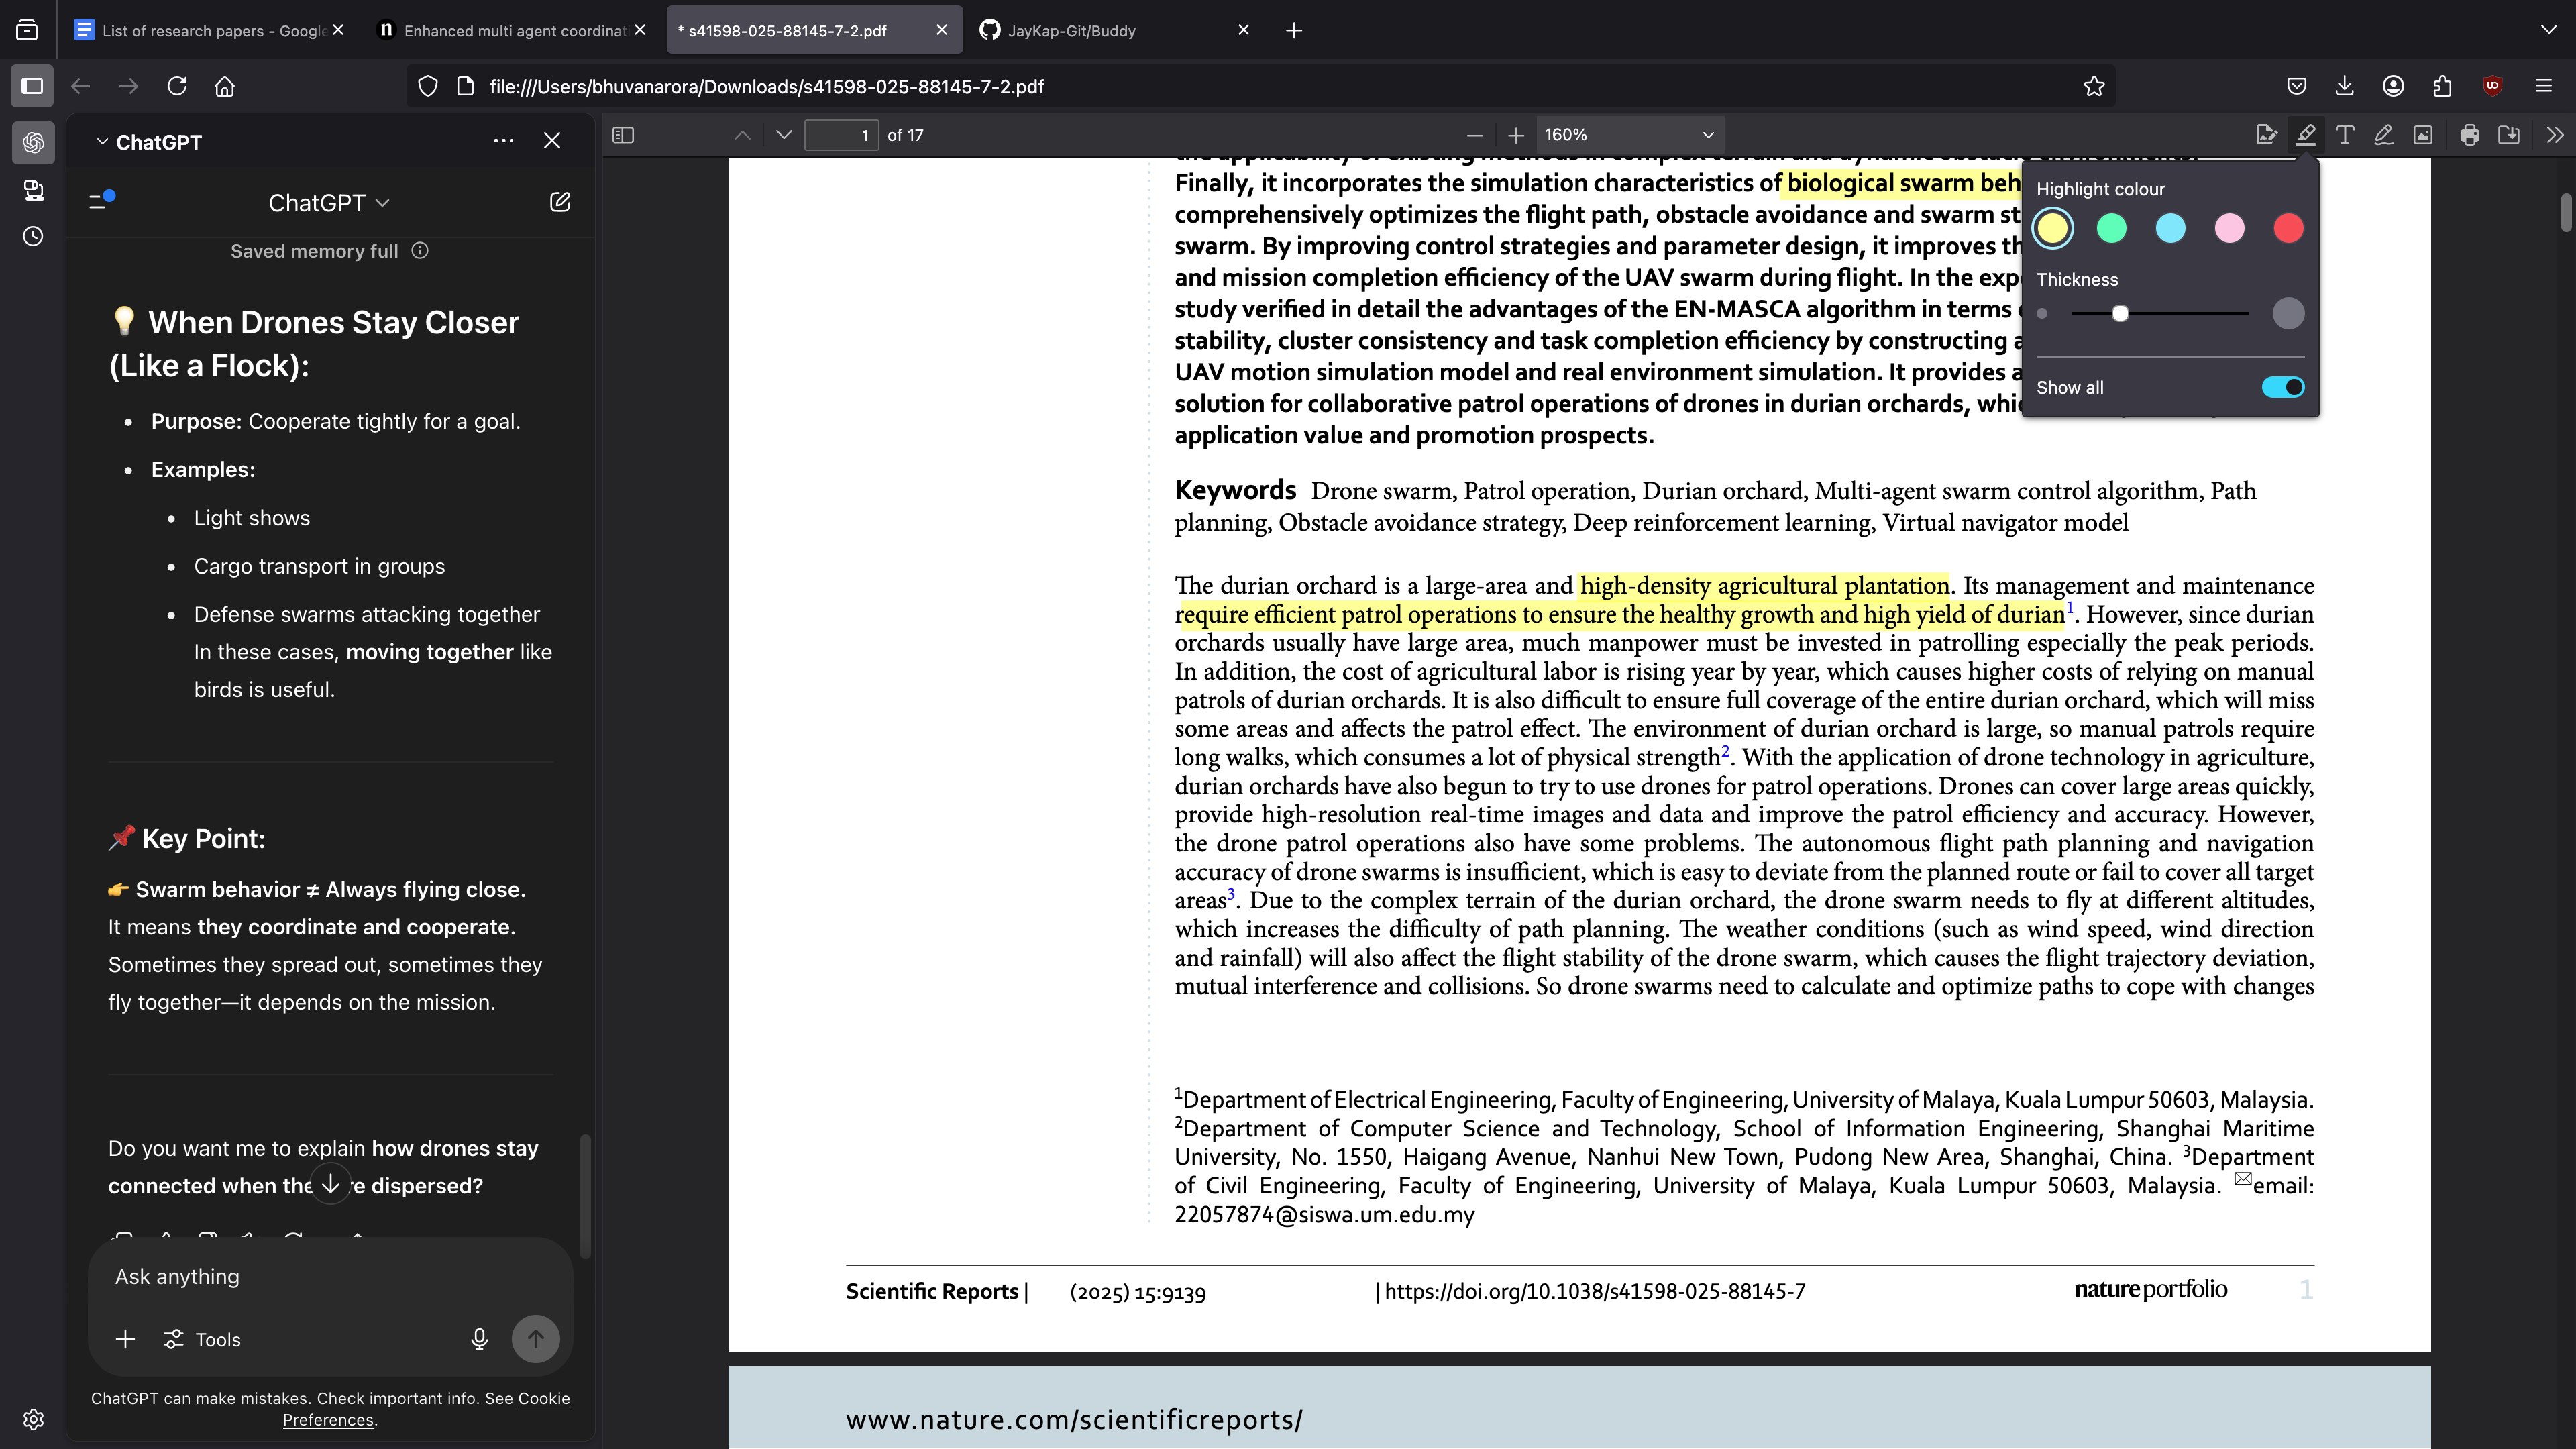 List of research papers - Google
Enhanced multi agent coordinat
* s41598-025-88145-7-2.pdf
JayKap-Git/Buddy
file:///Users/bhuvanarora/Downloads/s41598-025-88145-7-2.pdf
ChatGPT
1 of 17
160%
ChatGPT
Saved memory full
💡 When Drones Stay Closer
(Like a Flock):
• Purpose: Cooperate tightly for a goal.
• Examples:
• Light shows
• Cargo transport in groups
• Defense swarms attacking together
In these cases, moving together like
birds is useful.
📌 Key Point:
👉 Swarm behavior ≠ Always flying close.
It means they coordinate and cooperate.
Sometimes they spread out, sometimes they
fly together—it depends on the mission.
Do you want me to explain how drones stay
connected when the re dispersed?
Ask anything
Tools
ChatGPT can make mistakes. Check important info. See Cookie
Preferences.
the applicability of existing methods in complex terrain and dynamic obstacle environments.
Finally, it incorporates the simulation characteristics of biological swarm beh
comprehensively optimizes the flight path, obstacle avoidance and swarm st
swarm. By improving control strategies and parameter design, it improves th
and mission completion efficiency of the UAV swarm during flight. In the exp
study verified in detail the advantages of the EN-MASCA algorithm in terms
stability, cluster consistency and task completion efficiency by constructing a
UAV motion simulation model and real environment simulation. It provides a
solution for collaborative patrol operations of drones in durian orchards, whi
application value and promotion prospects.
Highlight colour
Thickness
Show all
Keywords Drone swarm, Patrol operation, Durian orchard, Multi-agent swarm control algorithm, Path
planning, Obstacle avoidance strategy, Deep reinforcement learning, Virtual navigator model
The durian orchard is a large-area and high-density agricultural plantation. Its management and maintenance
require efficient patrol operations to ensure the healthy growth and high yield of durian1. However, since durian
orchards usually have large area, much manpower must be invested in patrolling especially the peak periods.
In addition, the cost of agricultural labor is rising year by year, which causes higher costs of relying on manual
patrols of durian orchards. It is also difficult to ensure full coverage of the entire durian orchard, which will miss
some areas and affects the patrol effect. The environment of durian orchard is large, so manual patrols require
long walks, which consumes a lot of physical strength2. With the application of drone technology in agriculture,
durian orchards have also begun to try to use drones for patrol operations. Drones can cover large areas quickly,
provide high-resolution real-time images and data and improve the patrol efficiency and accuracy. However,
the drone patrol operations also have some problems. The autonomous flight path planning and navigation
accuracy of drone swarms is insufficient, which is easy to deviate from the planned route or fail to cover all target
areas3. Due to the complex terrain of the durian orchard, the drone swarm needs to fly at different altitudes,
which increases the difficulty of path planning. The weather conditions (such as wind speed, wind direction
and rainfall) will also affect the flight stability of the drone swarm, which causes the flight trajectory deviation,
mutual interference and collisions. So drone swarms need to calculate and optimize paths to cope with changes
1Department of Electrical Engineering, Faculty of Engineering, University of Malaya, Kuala Lumpur 50603, Malaysia.
2Department of Computer Science and Technology, School of Information Engineering, Shanghai Maritime
University, No. 1550, Haigang Avenue, Nanhui New Town, Pudong New Area, Shanghai, China. 3Department
of Civil Engineering, Faculty of Engineering, University of Malaya, Kuala Lumpur 50603, Malaysia. ✉email:
22057874@siswa.um.edu.my
Scientific Reports | (2025) 15:9139 | https://doi.org/10.1038/s41598-025-88145-7 natureportfolio 1
www.nature.com/scientificreports/